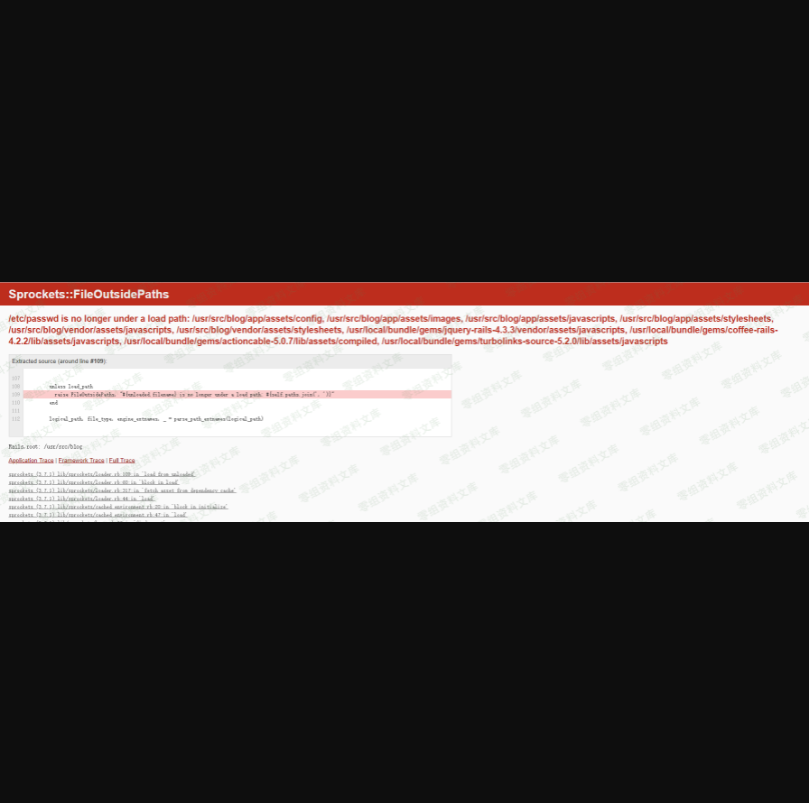 Sprockets::FileOutsidePaths
/etc/passwd is no longer under a load path: /usr/src/blog/app/assets/config, /usr/src/blog/app/assets/images, /usr/src/blog/app/assets/javascripts, /usr/src/blog/app/assets/stylesheets,
/usr/src/blog/vendor/assets/javascripts, /usr/src/blog/vendor/assets/stylesheets, /usr/local/bundle/gems/jquery-rails-4.3.3/vendor/assets/javascripts, /usr/local/bundle/gems/coffee-rails-
4.2.2/lib/assets/javascripts, /usr/local/bundle/gems/actioncable-5.0.7/lib/assets/compiled, /usr/local/bundle/gems/turbolinks-source-5.2.0/lib/assets/javascripts
Extracted source (around line #109):
107
108 unless load_path
109 raise FileOutsidePaths, "#{unloaded.filename} is no longer under a load path: #{self.paths.join(', ')}"
110 end
111
112 logical_path, file_type, engine_extnames, _ = parse_path_extnames(logical_path)
Rails.root: /usr/src/blog
Application Trace | Framework Trace | Full Trace
sprockets (3.7.1) lib/sprockets/loader.rb:109:in `load_from_unloaded'
sprockets (3.7.1) lib/sprockets/loader.rb:60:in `block in load'
sprockets (3.7.1) lib/sprockets/loader.rb:317:in `fetch_asset_from_dependency_cache'
sprockets (3.7.1) lib/sprockets/loader.rb:44:in `load'
sprockets (3.7.1) lib/sprockets/cached_environment.rb:20:in `block in initialize'
sprockets (3.7.1) lib/sprockets/cached_environment.rb:47:in `load'
零组资料文库